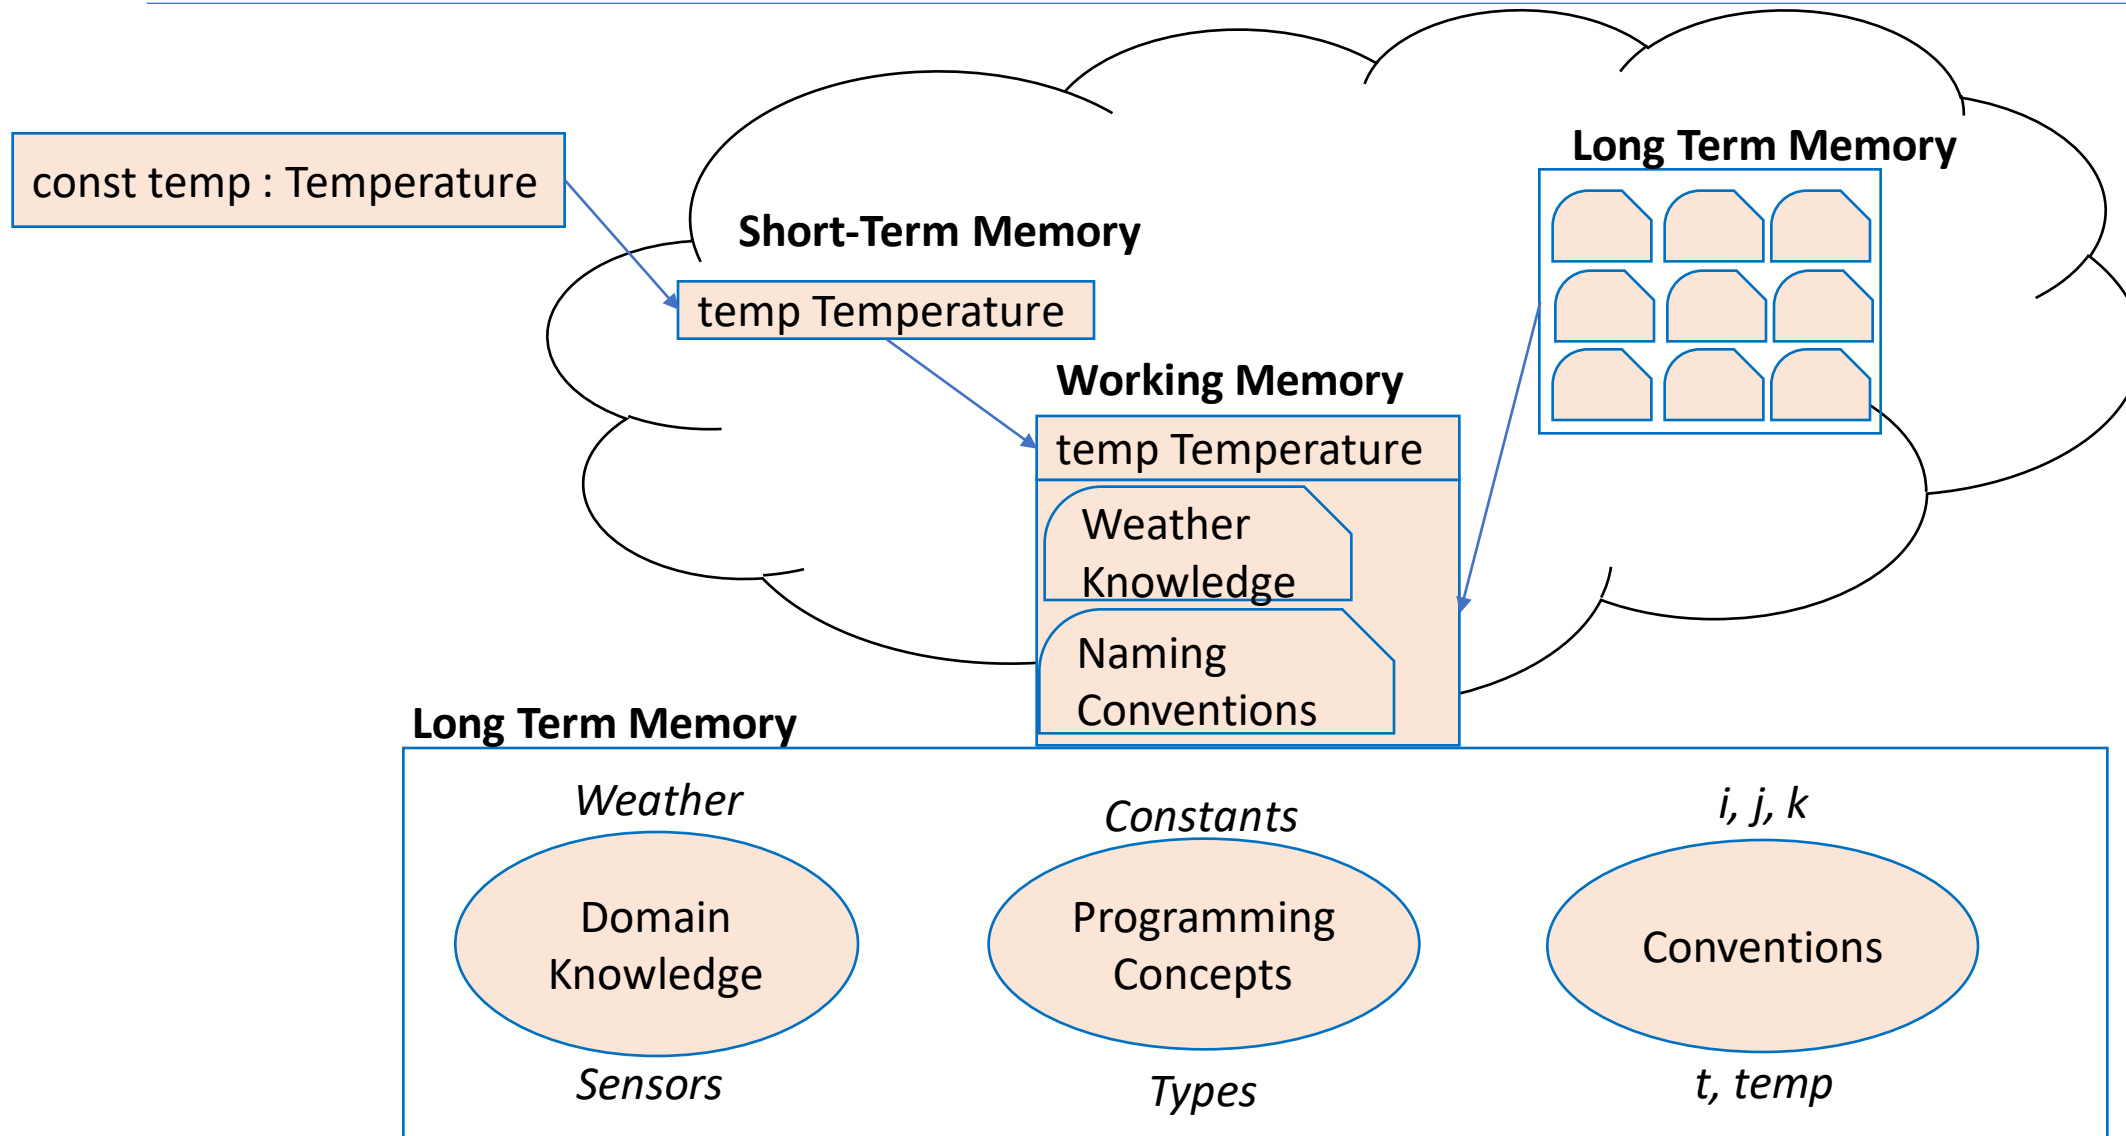 const temp : Temperature
Long Term Memory
Short-Term Memory
temp Temperature
Working Memory
temp Temperature
Weather
Knowledge
Naming
Conventions
Long Term Memory
Weather
Domain
Knowledge
Sensors
Constants
Programming
Concepts
Types
i, j, k
Conventions
t, temp